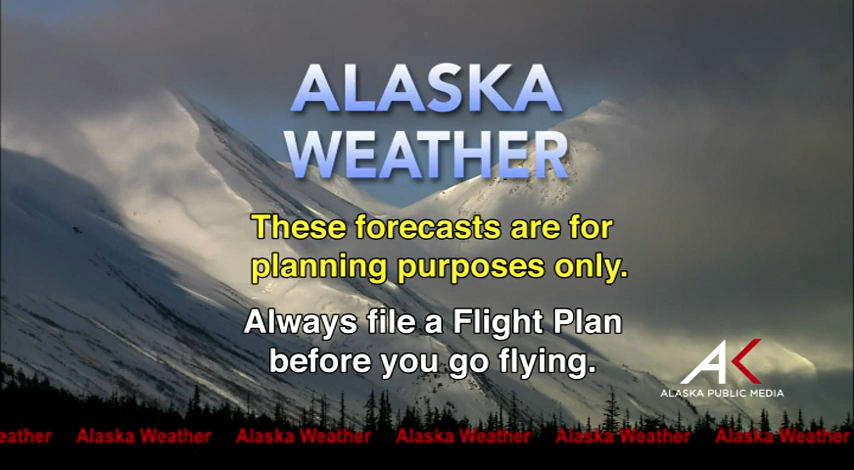 ALASKA
WEATHER
These forecasts are for
planning purposes only.
Always file a Flight Plan
before you go flying.
AK
ALASKA PUBLIC MEDIA
eather Alaska Weather Alaska Weather Alaska Weather Alaska Weather Alaska Weather